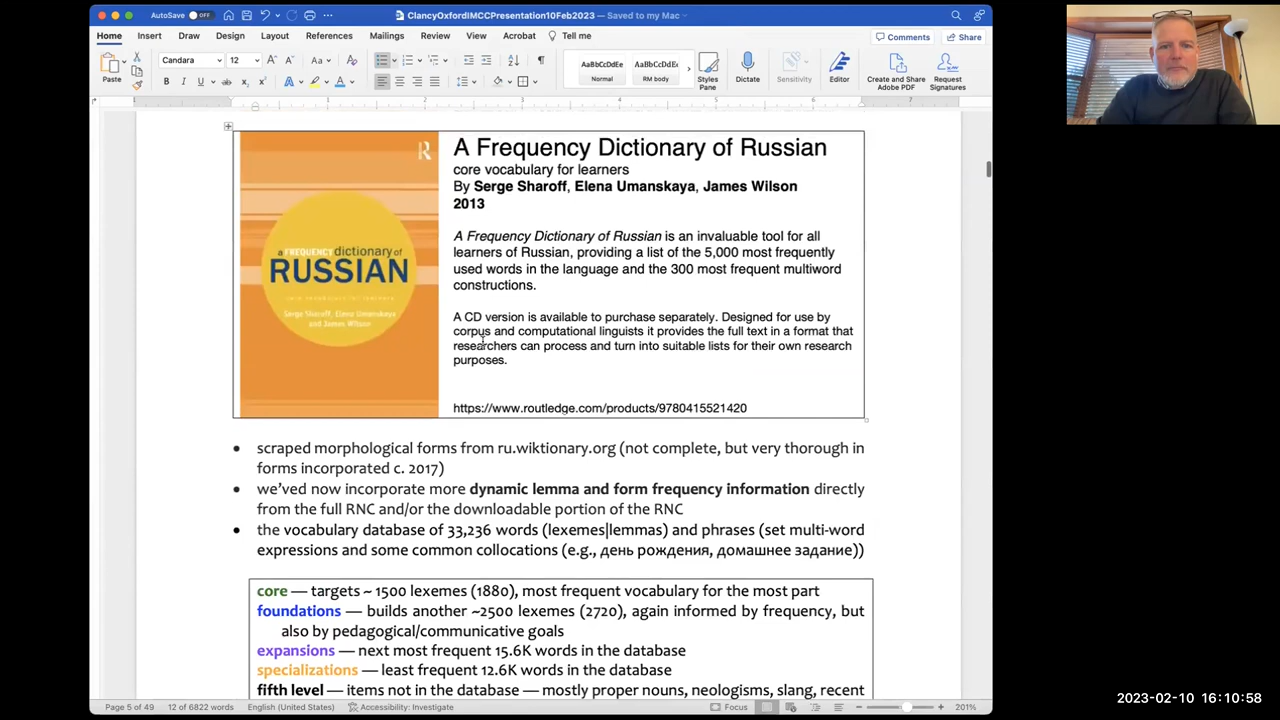 AutoSave OFF
ClancyOxfordIMCCPresentation10Feb2023 — Saved to my Mac
Home Insert Draw Design Layout References Mailings Review View Acrobat Tell me
Comments Share
Paste
Candara 12
AaBbCcDdEe AaBbCcDdEe
Normal RM body
Styles Pane
Dictate
Sensitivity
Editor
Create and Share Adobe PDF
Request Signatures
A Frequency Dictionary of Russian
core vocabulary for learners
By Serge Sharoff, Elena Umanskaya, James Wilson
2013
A Frequency Dictionary of Russian is an invaluable tool for all
learners of Russian, providing a list of the 5,000 most frequently
used words in the language and the 300 most frequent multiword
constructions.
A CD version is available to purchase separately. Designed for use by
corpus and computational linguists it provides the full text in a format that
researchers can process and turn into suitable lists for their own research
purposes.
https://www.routledge.com/products/9780415521420
R
a FREQUENCY dictionary of
RUSSIAN
Serge Sharoff, Elena Umanskaya
and James Wilson
• scraped morphological forms from ru.wiktionary.org (not complete, but very thorough in
forms incorporated c. 2017)
• we'ved now incorporate more dynamic lemma and form frequency information directly
from the full RNC and/or the downloadable portion of the RNC
• the vocabulary database of 33,236 words (lexemes|lemmas) and phrases (set multi-word
expressions and some common collocations (e.g., день рождения, домашнее задание))
core — targets ~ 1500 lexemes (1880), most frequent vocabulary for the most part
foundations — builds another ~2500 lexemes (2720), again informed by frequency, but
also by pedagogical/communicative goals
expansions — next most frequent 15.6K words in the database
specializations — least frequent 12.6K words in the database
fifth level — items not in the database — mostly proper nouns, neologisms, slang, recent
Page 5 of 49 12 of 6822 words English (United States) Accessibility: Investigate Focus 201%
2023-02-10 16:10:58